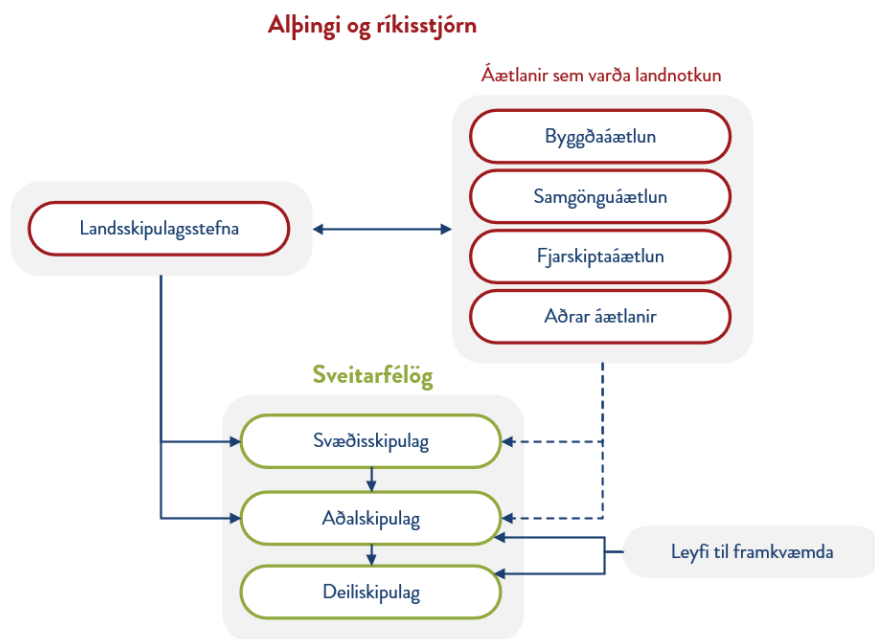 Alþingi og ríkisstjórn
Áætlanir sem varða landnotkun
Byggðaáætlun
Samgönguáætlun
Landsskipulagsstefna
Fjarskiptaáætlun
Aðrar áætlanir
Sveitarfélög
Svæðisskipulag
Aðalskipulag
Leyfi til framkvæmda
Deiliskipulag